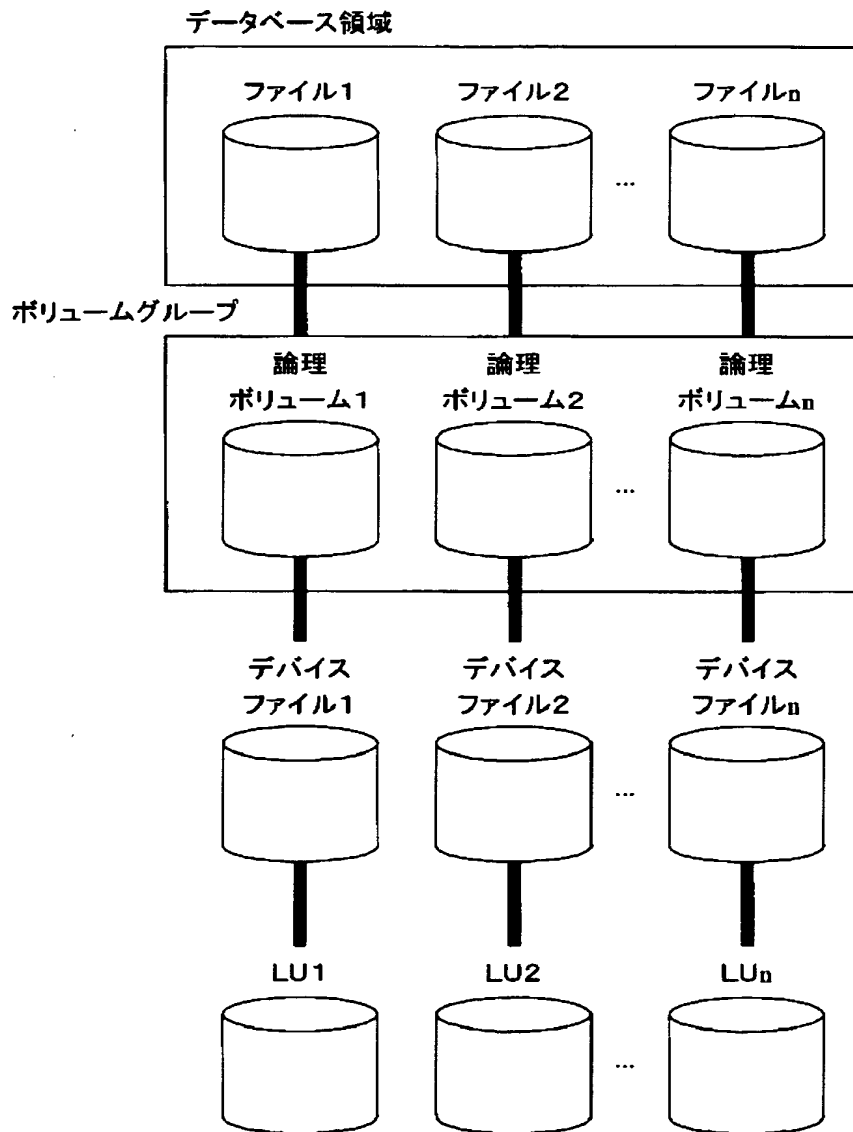 データベース領域
ファイル1 ファイル2 ファイルn
...
ボリュームグループ
論理 論理 論理
ボリューム1 ボリューム2 ボリュームn
...
デバイス デバイス デバイス
ファイル1 ファイル2 ファイルn
...
LU1 LU2 LUn
...